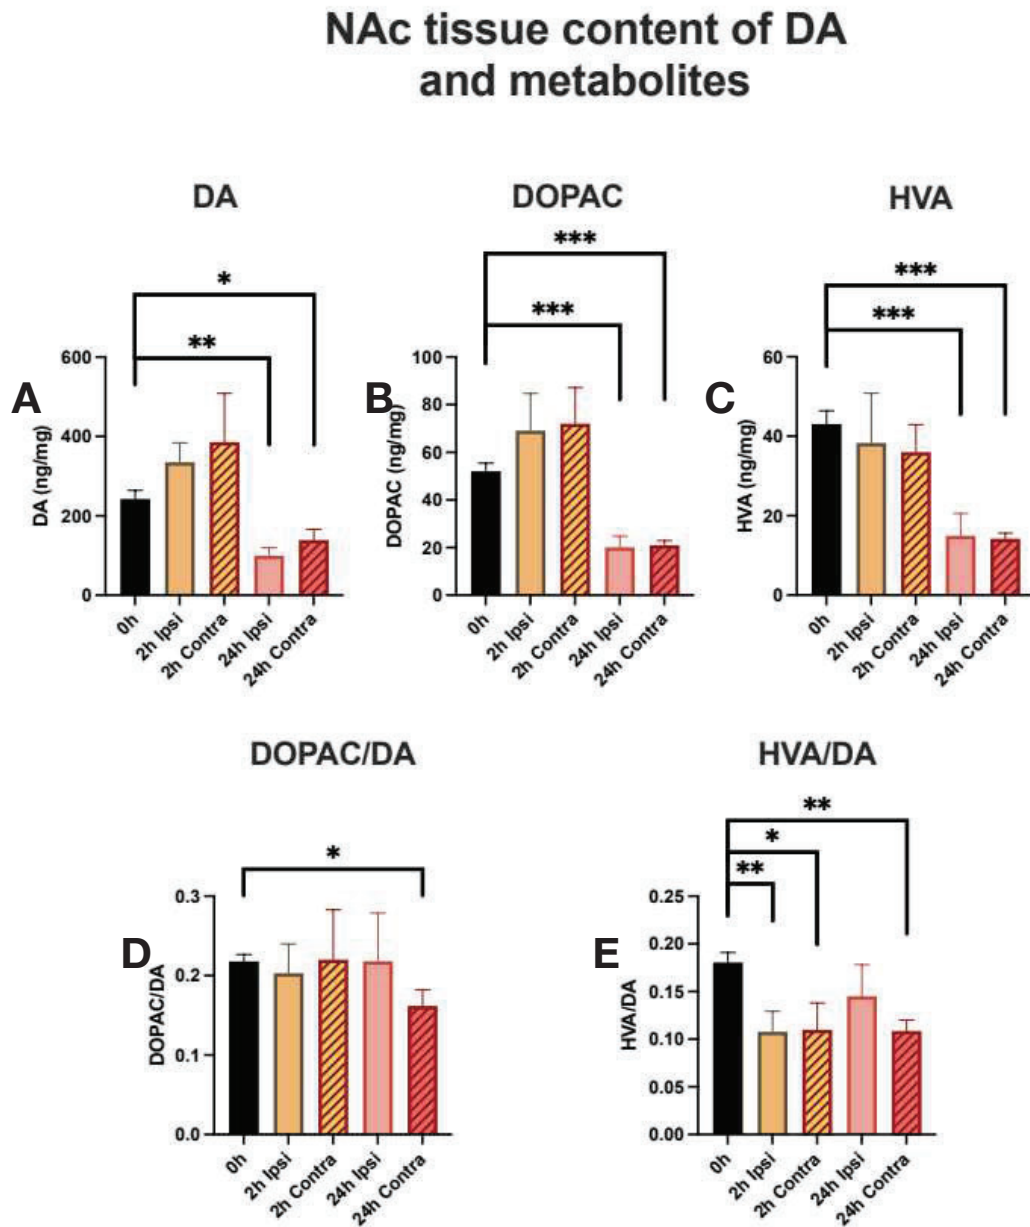 NAc tissue content of DA
and metabolites
DA
DOPAC
HVA
***
***
*
***
**
***
A
DA (ng/mg)
600
400
200
0
0h
2h Ipsi
2h Contra
24h Ipsi
24h Contra
B
DOPAC (ng/mg)
100
80
60
40
20
0
0h
2h Ipsi
2h Contra
24h Ipsi
24h Contra
C
HVA (ng/mg)
60
40
20
0
0h
2h Ipsi
2h Contra
24h Ipsi
24h Contra
DOPAC/DA
HVA/DA
*
**
*
**
D
DOPAC/DA
0.3
0.2
0.1
0.0
0h
2h Ipsi
2h Contra
24h Ipsi
24h Contra
E
HVA/DA
0.25
0.20
0.15
0.10
0.05
0.00
0h
2h Ipsi
2h Contra
24h Ipsi
24h Contra